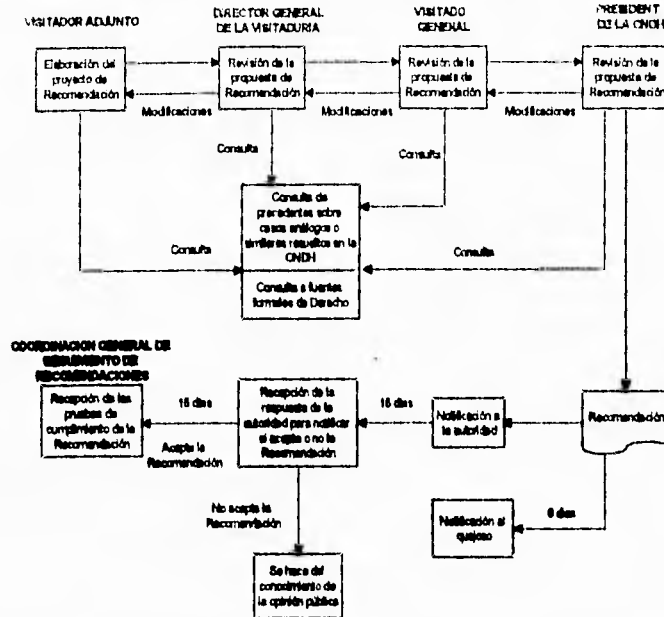 VISITADOR ADJUNTO
DIRECTOR GENERAL
DE LA VISITADURIA
VISITADO
GENERAL
PRESIDENT
DE LA CNDH
Elaboración del
proyecto de
Recomendación
Revisión de la
propuesta de
Recomendación
Revisión de la
propuesta de
Recomendación
Revisión de la
propuesta de
Recomendación
Modificaciones
Modificaciones
Modificaciones
Consulta
Consulta
Consulta de
precedentes sobre
casos análogos o
similares resueltos en la
CNDH
Consulta a fuentes
formales de Derecho
Consulta
Consulta
COORDINACION GENERAL DE
SEGUIMIENTO DE
RECOMENDACIONES
Recepción de las
pruebas de
cumplimiento de la
Recomendación
15 días
Acepta la
Recomendación
Recepción de la
respuesta de la
autoridad para notificar
si acepta o no la
Recomendación
15 días
Notificación a
la autoridad
Recomendación
No acepta la
Recomendación
Notificación al
quejoso
días
Se hace del
conocimiento de
la opinión pública